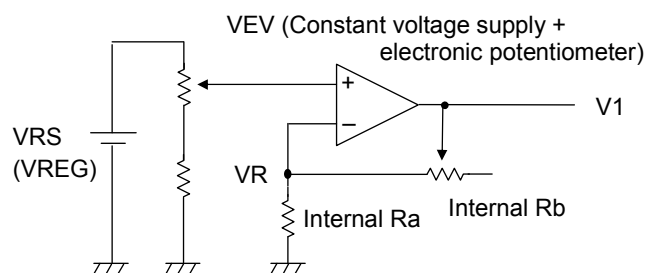 VEV (Constant voltage supply +
electronic potentiometer)
+
V1
VRS
(VREG)
−
VR
Internal Rb
Internal Ra